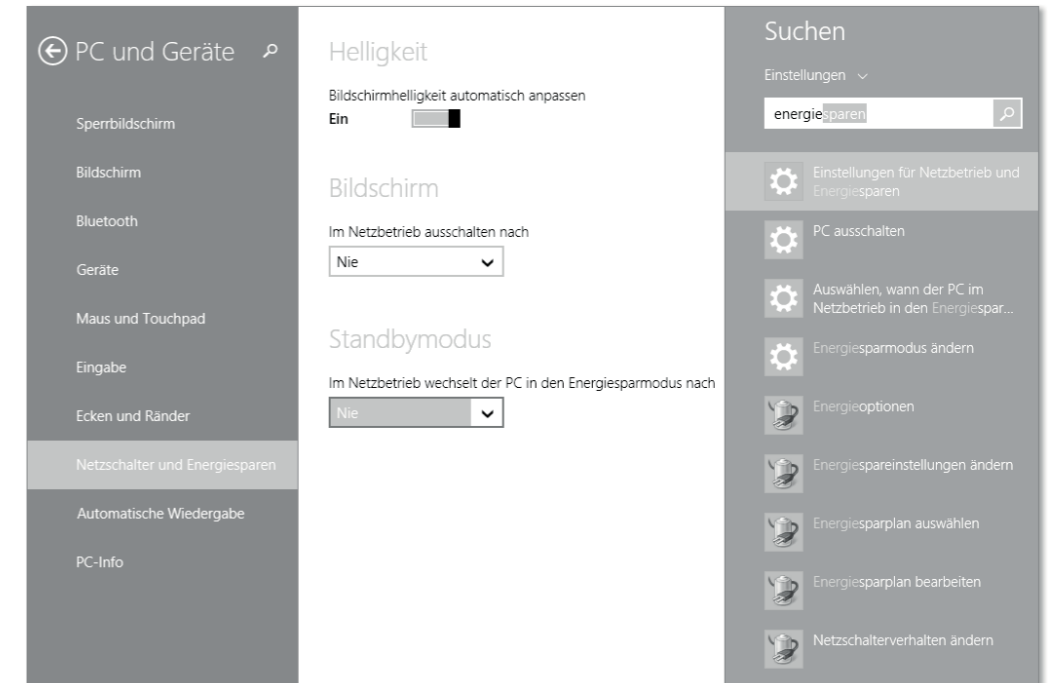 PC und Geräte
Sperrbildschirm
Bildschirm
Bluetooth
Geräte
Maus und Touchpad
Eingabe
Ecken und Ränder
Netzschalter und Energiesparen
Automatische Wiedergabe
PC-Info
Helligkeit
Bildschirmhelligkeit automatisch anpassen
Ein
Bildschirm
Im Netzbetrieb ausschalten nach
Nie
Standbymodus
Im Netzbetrieb wechselt der PC in den Energiesparmodus nach
Nie
Suchen
Einstellungen
energiesparen
Einstellungen für Netzbetrieb und
Energiesparen
PC ausschalten
Auswählen, wann der PC im
Netzbetrieb in den Energiespar...
Energiesparmodus ändern
Energieoptionen
Energiespareinstellungen ändern
Energiesparplan auswählen
Energiesparplan bearbeiten
Netzschalterverhalten ändern